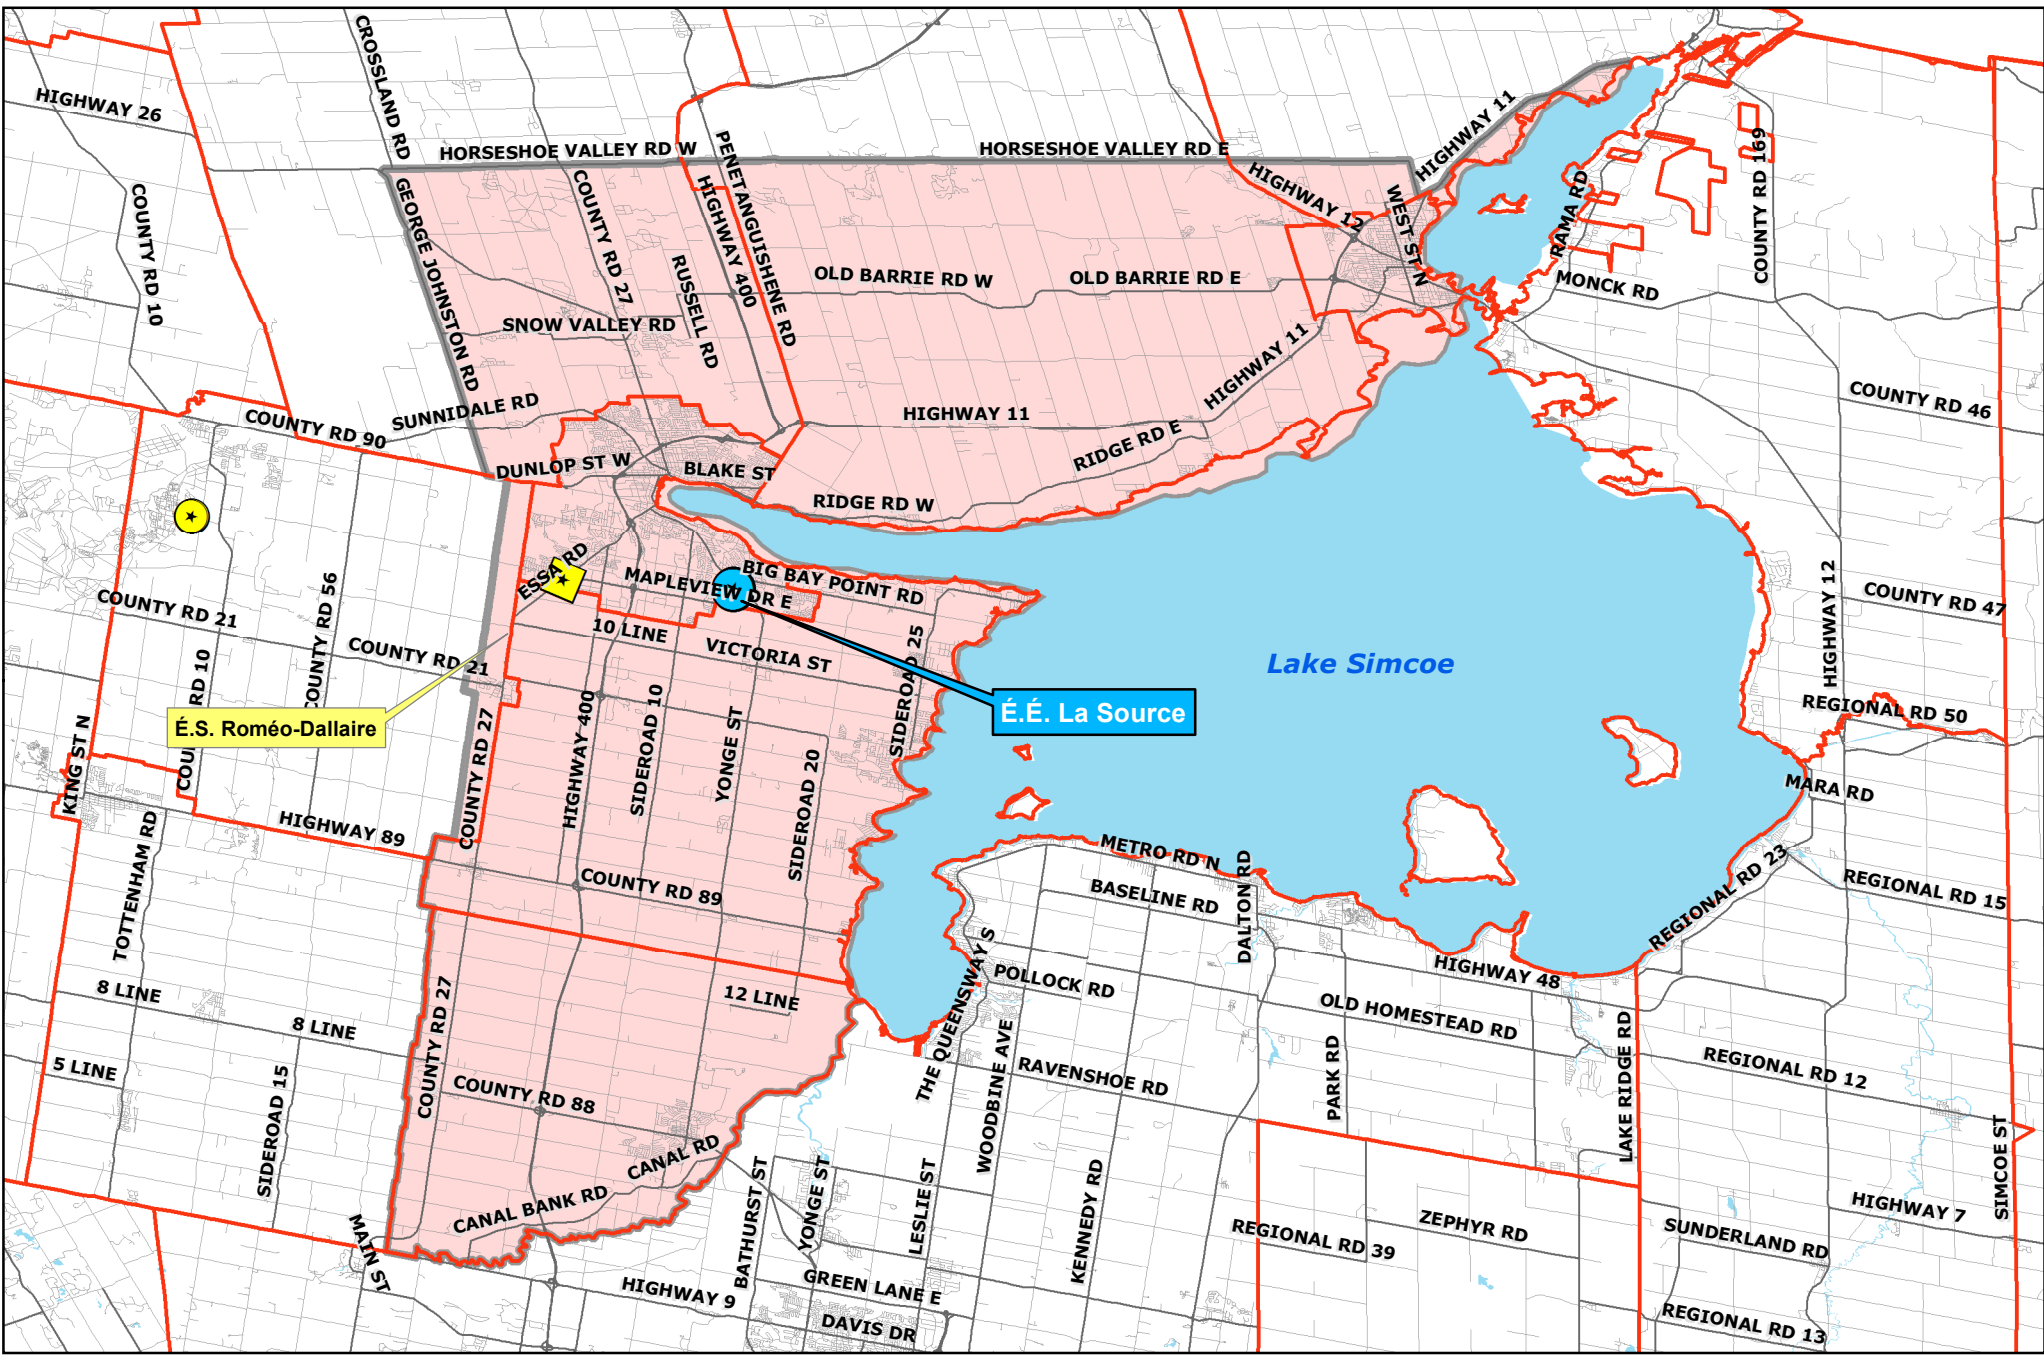 CROSSLAND RD
HIGHWAY 26
HORSESHOE VALLEY RD W
PENETANGUISHENE RD
HORSESHOE VALLEY RD E
HIGHWAY 11
COUNTY RD 169
COUNTY RD 10
GEORGE JOHNSTON RD
COUNTY RD 27
HIGHWAY 400
HIGHWAY 12
WEST ST N
RAMA RD
RUSSELL RD
OLD BARRIE RD W
OLD BARRIE RD E
MONCK RD
SNOW VALLEY RD
HIGHWAY 11
COUNTY RD 46
SUNNIDALE RD
COUNTY RD 90
HIGHWAY 11
RIDGE RD E
DUNLOP ST W
BLAKE ST
RIDGE RD W
ESSA RD
MAPLEVIEW DR E
BIG BAY POINT RD
COUNTY RD 56
COUNTY RD 21
HIGHWAY 12
COUNTY RD 47
10 LINE
VICTORIA ST
SIDEROAD 25
COUNTY RD 21
COUNTY RD 10
Lake Simcoe
É.S. Roméo-Dallaire
É.É. La Source
REGIONAL RD 50
KING ST N
COUNTY RD 27
HIGHWAY 400
SIDEROAD 10
YONGE ST
SIDEROAD 20
MARA RD
HIGHWAY 89
TOTTENHAM RD
METRO RD N
DALTON RD
BASELINE RD
COUNTY RD 89
REGIONAL RD 23
REGIONAL RD 15
8 LINE
8 LINE
COUNTY RD 27
12 LINE
THE QUEENSWAY S
POLLOCK RD
HIGHWAY 48
OLD HOMESTEAD RD
5 LINE
SIDEROAD 15
COUNTY RD 88
WOODBINE AVE
RAVENSHOE RD
PARK RD
LAKE RIDGE RD
REGIONAL RD 12
SIMCOE ST
CANAL RD
CANAL BANK RD
MAIN ST
BATHURST ST
YONGE ST
LESLIE ST
KENNEDY RD
REGIONAL RD 39
ZEPHYR RD
SUNDERLAND RD
HIGHWAY 7
HIGHWAY 9
GREEN LANE E
DAVIS DR
REGIONAL RD 13